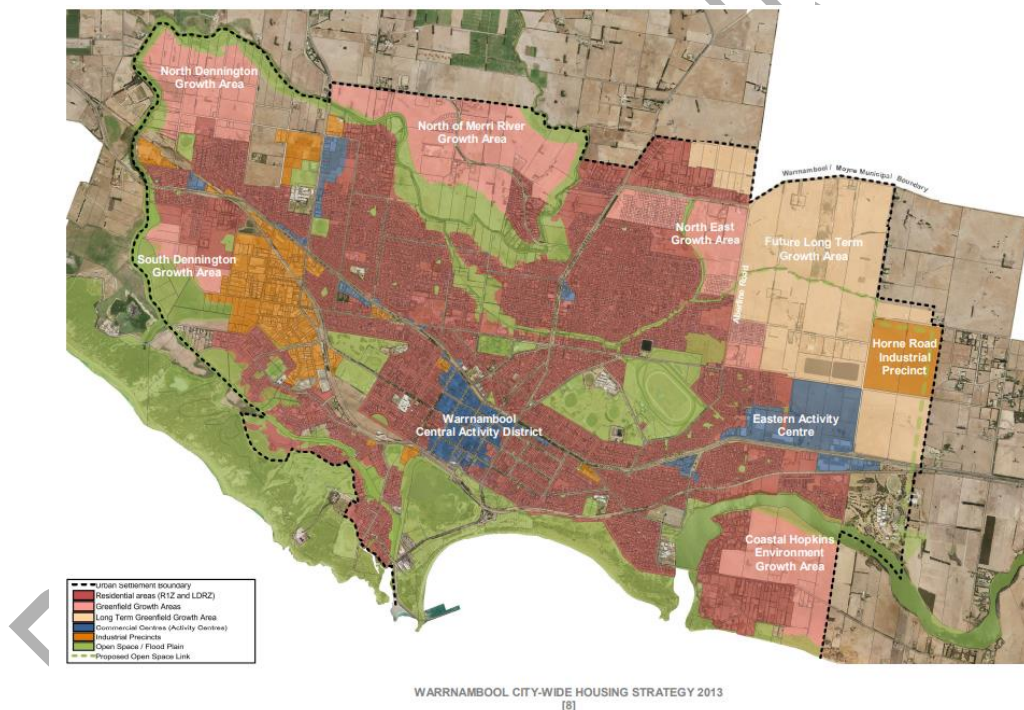 North Dennington
Growth Area
North of Merri River
Growth Area
Warrnambool / Moyne Municipal Boundary
North East
Growth Area
Future Long Term
Growth Area
South Dennington
Growth Area
Aberline Road
Horne Road
Industrial
Precinct
Warrnambool
Central Activity District
Eastern Activity
Centre
Coastal Hopkins
Environment
Growth Area
Urban Settlement Boundary
Residential areas (R1Z and LDRZ)
Greenfield Growth Areas
Long Term Greenfield Growth Area
Commercial Centres (Activity Centres)
Industrial Precincts
Open Space / Flood Plain
Proposed Open Space Link
WARRNAMBOOL CITY-WIDE HOUSING STRATEGY 2013
[8]